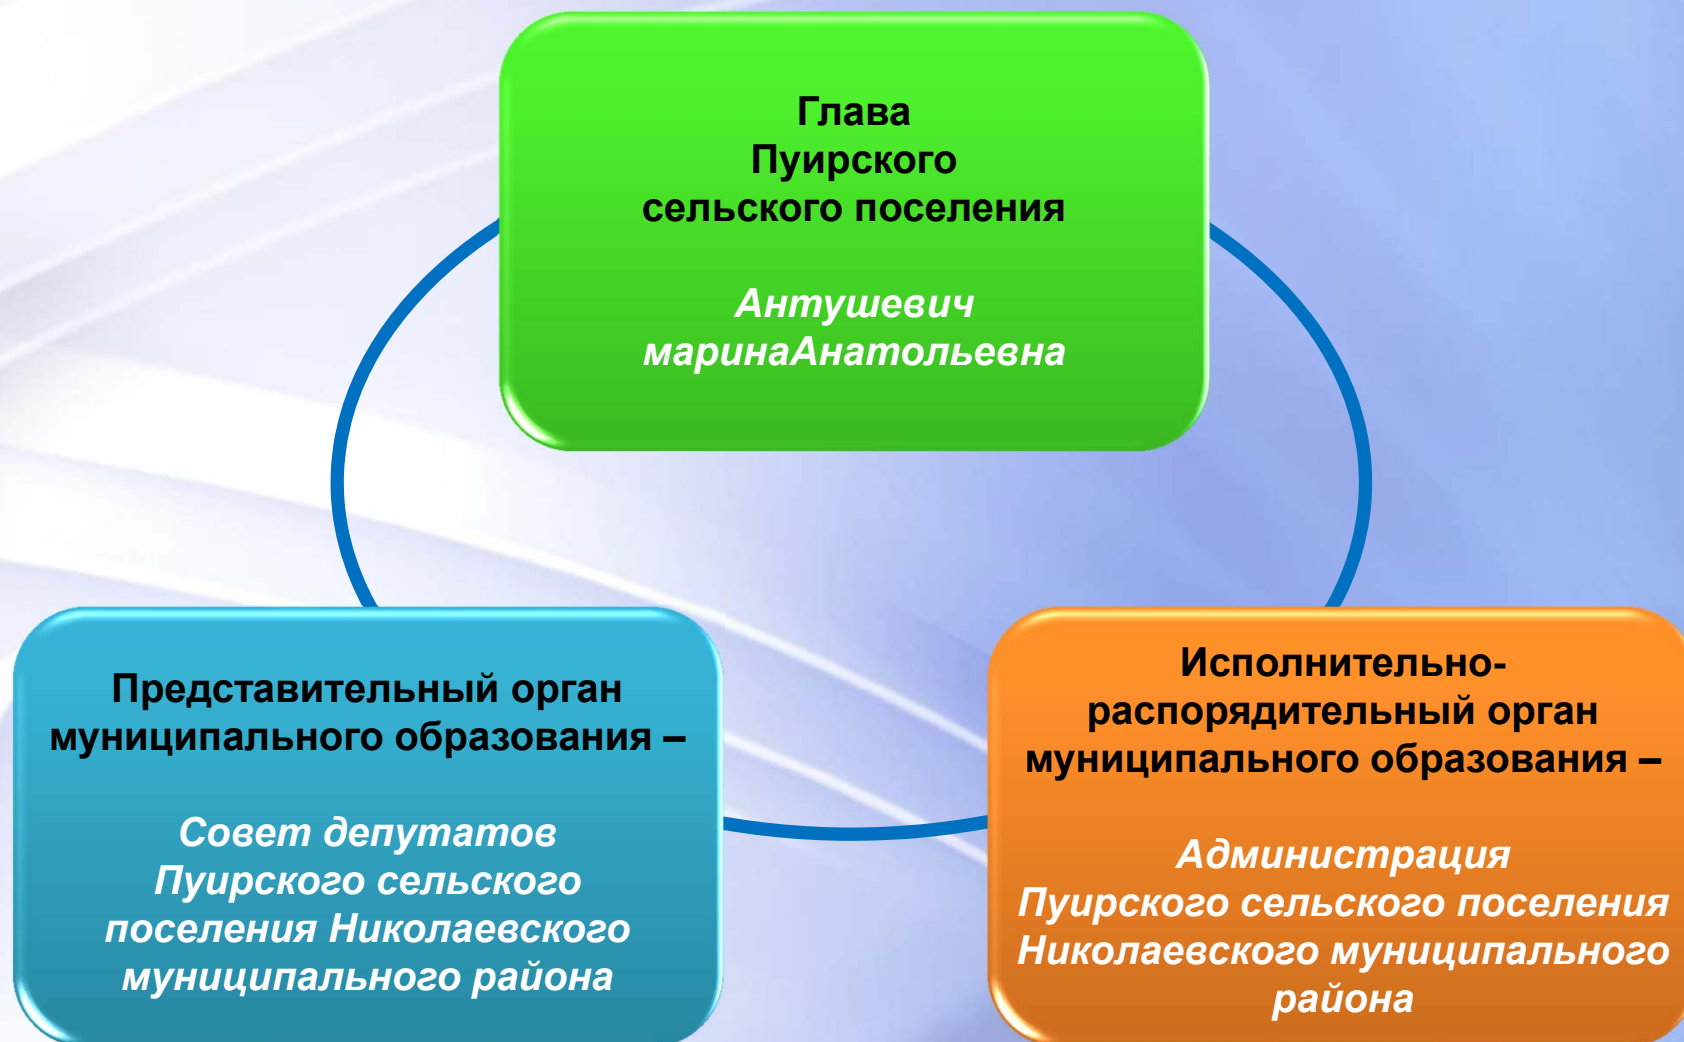 Глава
Пуирского
сельского поселения
Антушевич
маринаАнатольевна
Представительный орган
муниципального образования –
Совет депутатов
Пуирского сельского
поселения Николаевского
муниципального района
Исполнительно-
распорядительный орган
муниципального образования –
Администрация
Пуирского сельского поселения
Николаевского муниципального
района